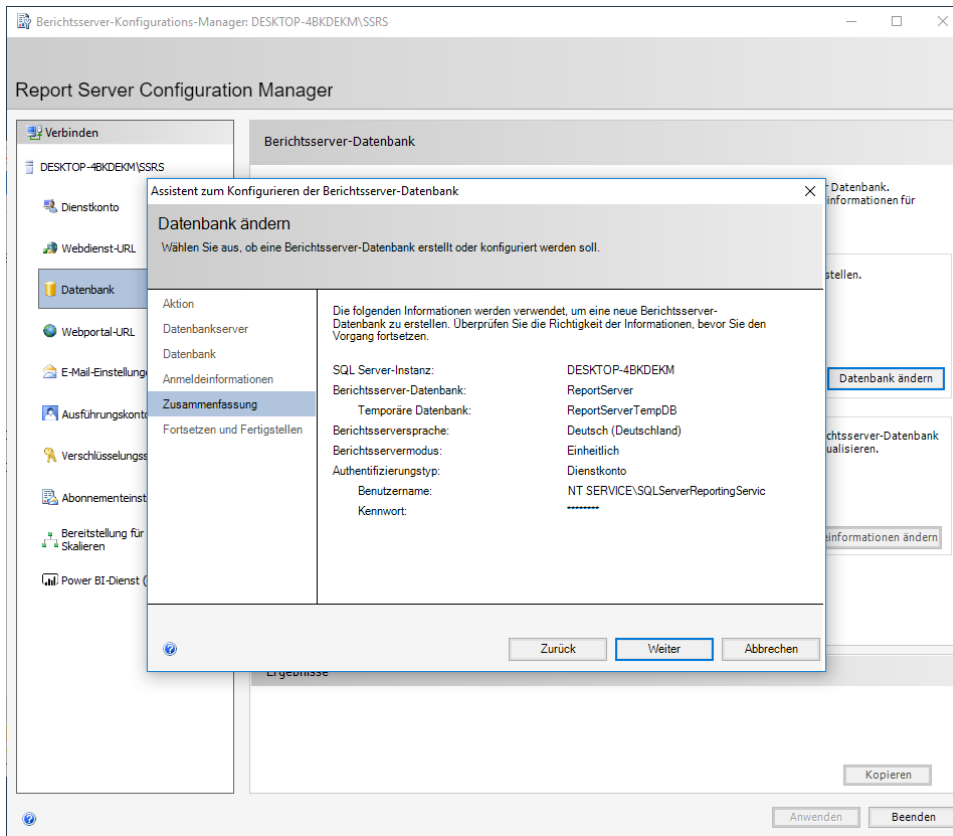 Berichtsserver-Konfigurations-Manager: DESKTOP-4BKDEKM\SSRS
Report Server Configuration Manager
Verbinden
DESKTOP-4BKDEKM\SSRS
Dienstkonto
Webdienst-URL
Datenbank
Webportal-URL
E-Mail-Einstellung
Ausführungskonto
Verschlüsselungss
Abonnementeinst
Bereitstellung für
Skalieren
Power BI-Dienst (
Berichtsserver-Datenbank
Datenbank.
informationen für
stellen.
Datenbank ändern
chtsserver-Datenbank
ualisieren.
einformationen ändern
Assistent zum Konfigurieren der Berichtsserver-Datenbank
Datenbank ändern
Wählen Sie aus, ob eine Berichtsserver-Datenbank erstellt oder konfiguriert werden soll.
Aktion
Datenbankserver
Datenbank
Anmeldeinformationen
Zusammenfassung
Fortsetzen und Fertigstellen
Die folgenden Informationen werden verwendet, um eine neue Berichtsserver-
Datenbank zu erstellen. Überprüfen Sie die Richtigkeit der Informationen, bevor Sie den
Vorgang fortsetzen.
SQL Server-Instanz: DESKTOP-4BKDEKM
Berichtsserver-Datenbank: ReportServer
Temporäre Datenbank: ReportServerTempDB
Berichtsserversprache: Deutsch (Deutschland)
Berichtsservermodus: Einheitlich
Authentifizierungstyp: Dienstkonto
Benutzername: NT SERVICE\SQLServerReportingServic
Kennwort: ********
Zurück
Weiter
Abbrechen
Ergebnisse
Kopieren
Anwenden
Beenden